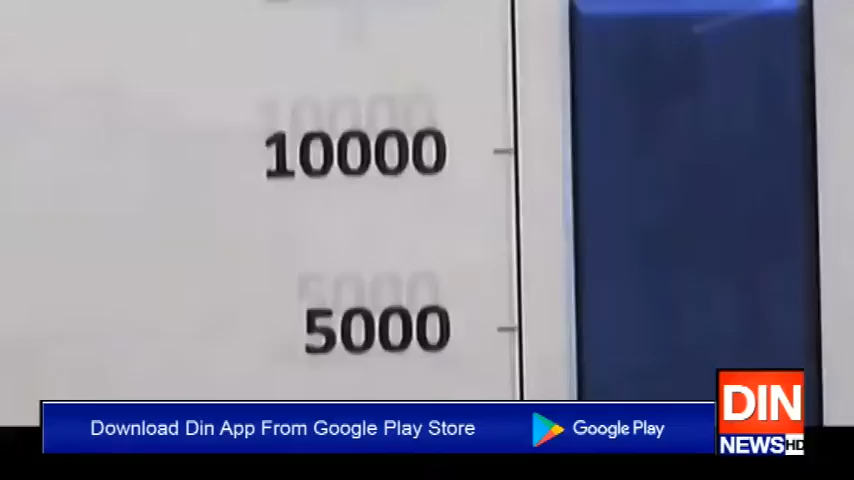 10000
5000
Download Din App From Google Play Store
Google Play
DIN
NEWS HD